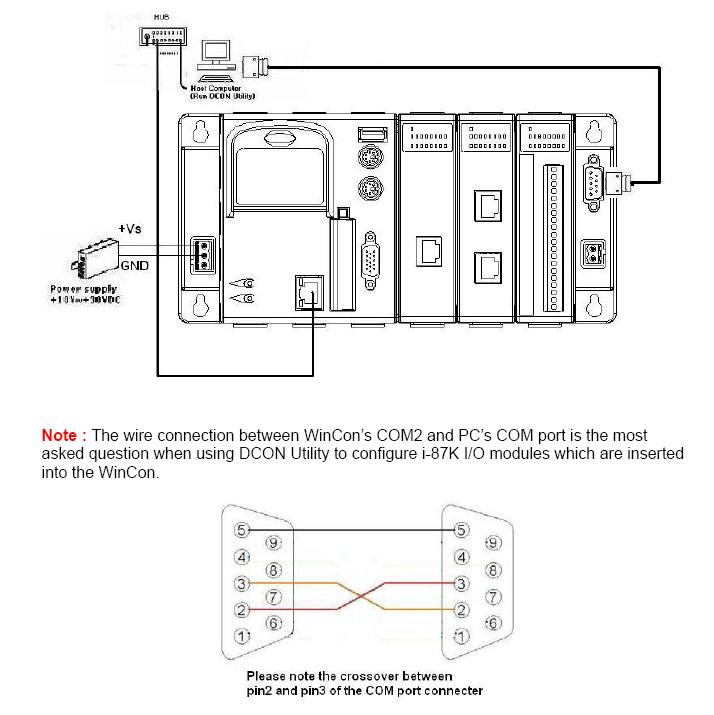 HUB
Host Computer
(Run DCON Utility)
+Vs
GND
Power supply
+10V~+30VDC
Note : The wire connection between WinCon's COM2 and PC's COM port is the most
asked question when using DCON Utility to configure i-87K I/O modules which are inserted
into the WinCon.
5 5
9 9
4 4
8 8
3 3
7 7
2 2
6 6
1 1
Please note the crossover between
pin2 and pin3 of the COM port connecter